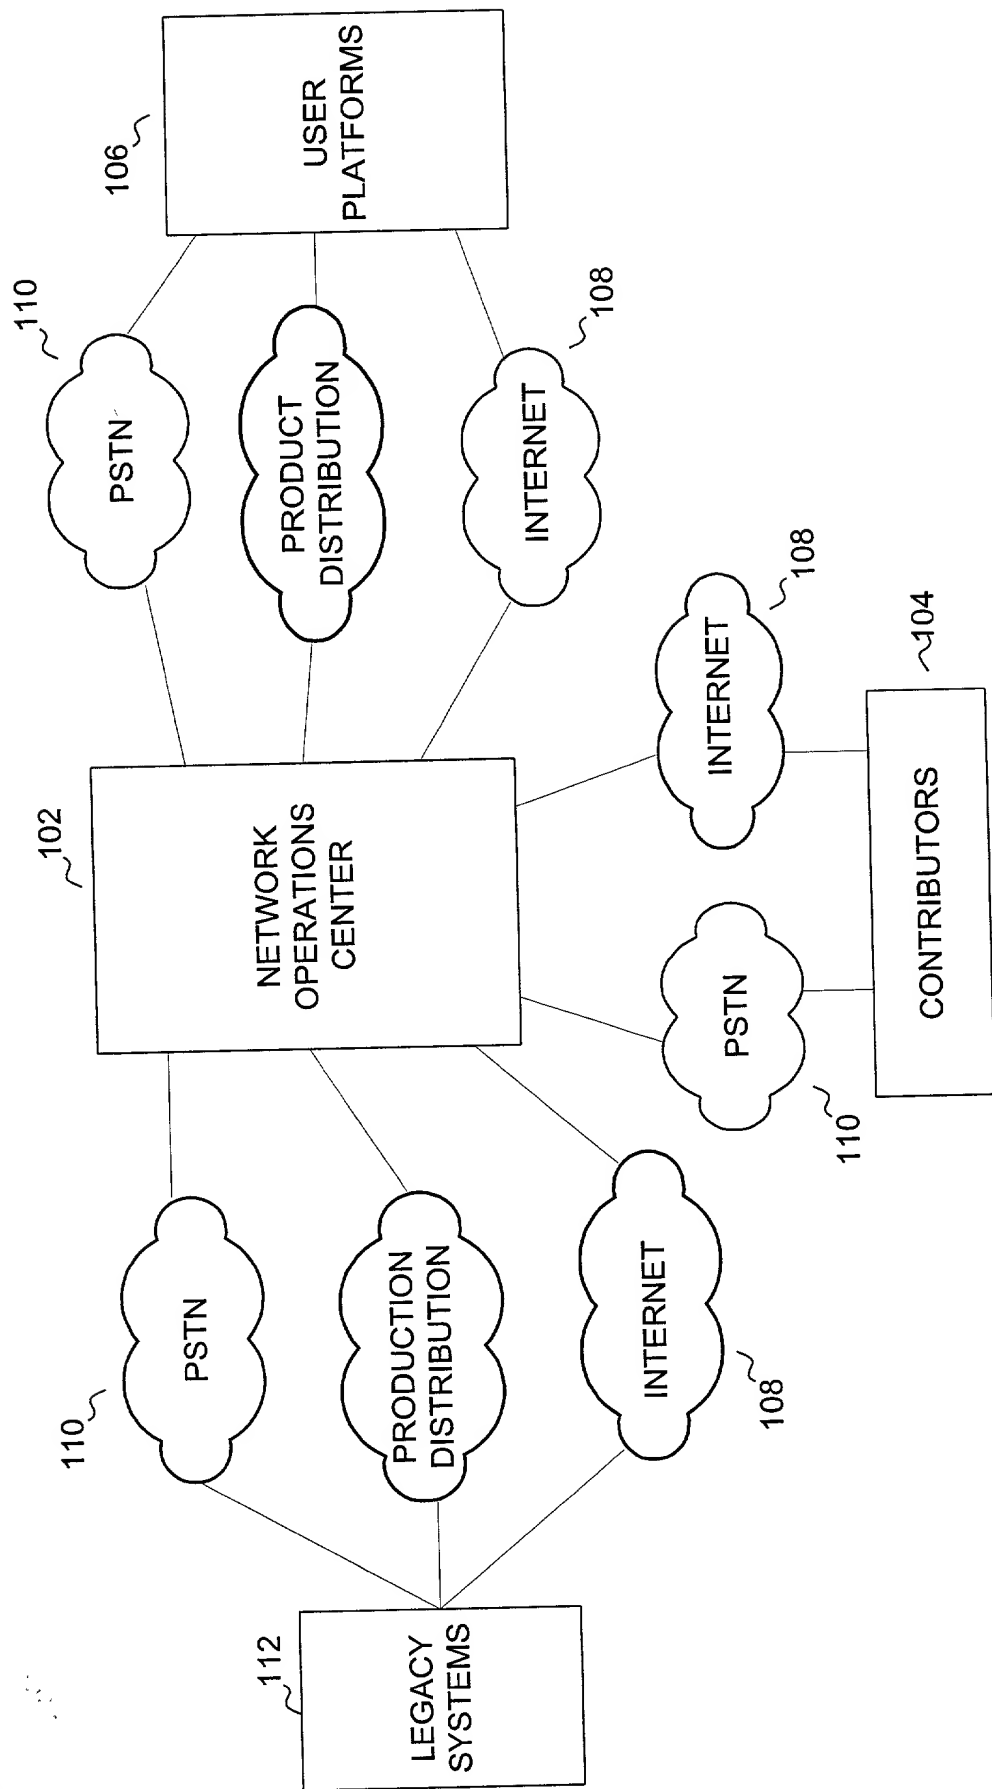 112
LEGACY
SYSTEMS
110
PSTN
PRODUCTION
DISTRIBUTION
INTERNET
108
102
NETWORK
OPERATIONS
CENTER
PSTN
110
INTERNET
108
CONTRIBUTORS
104
110
PSTN
PRODUCT
DISTRIBUTION
INTERNET
108
106
USER
PLATFORMS